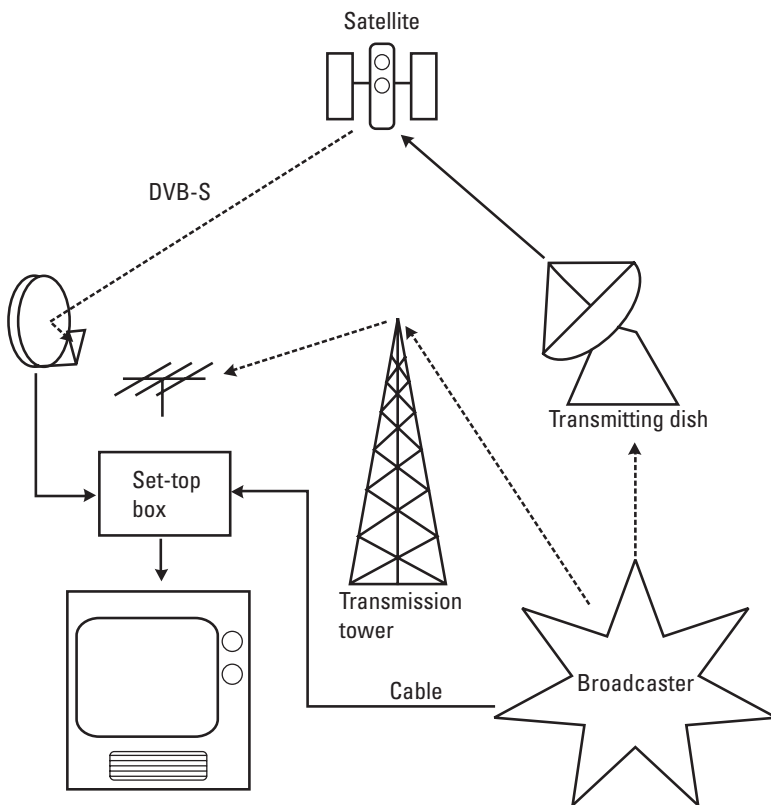 Satellite
DVB-S
Transmitting dish
Set-top
box
Transmission
tower
Cable
Broadcaster